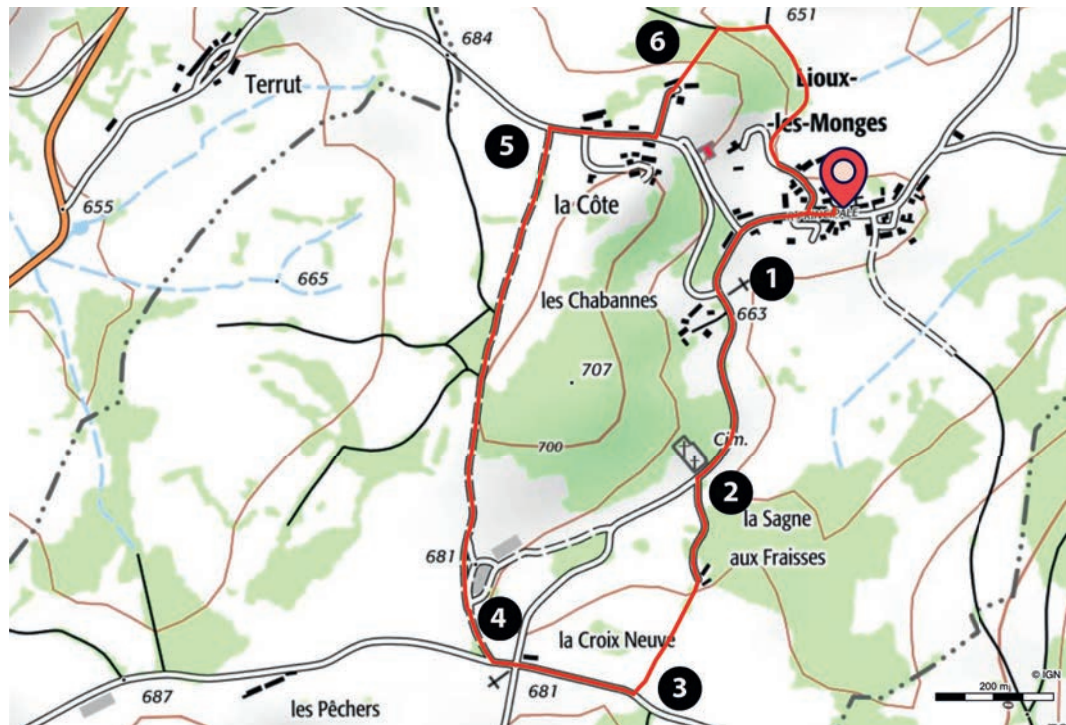 651
6
684
Terrut
Lioux-
-les-Monges
5
655
la Côte
665
1
les Chabannes
663
707
700
Cim.
2
la Sagne
aux Fraisses
681
4
la Croix Neuve
681
3
687
les Pêchers
© IGN
200 m
0